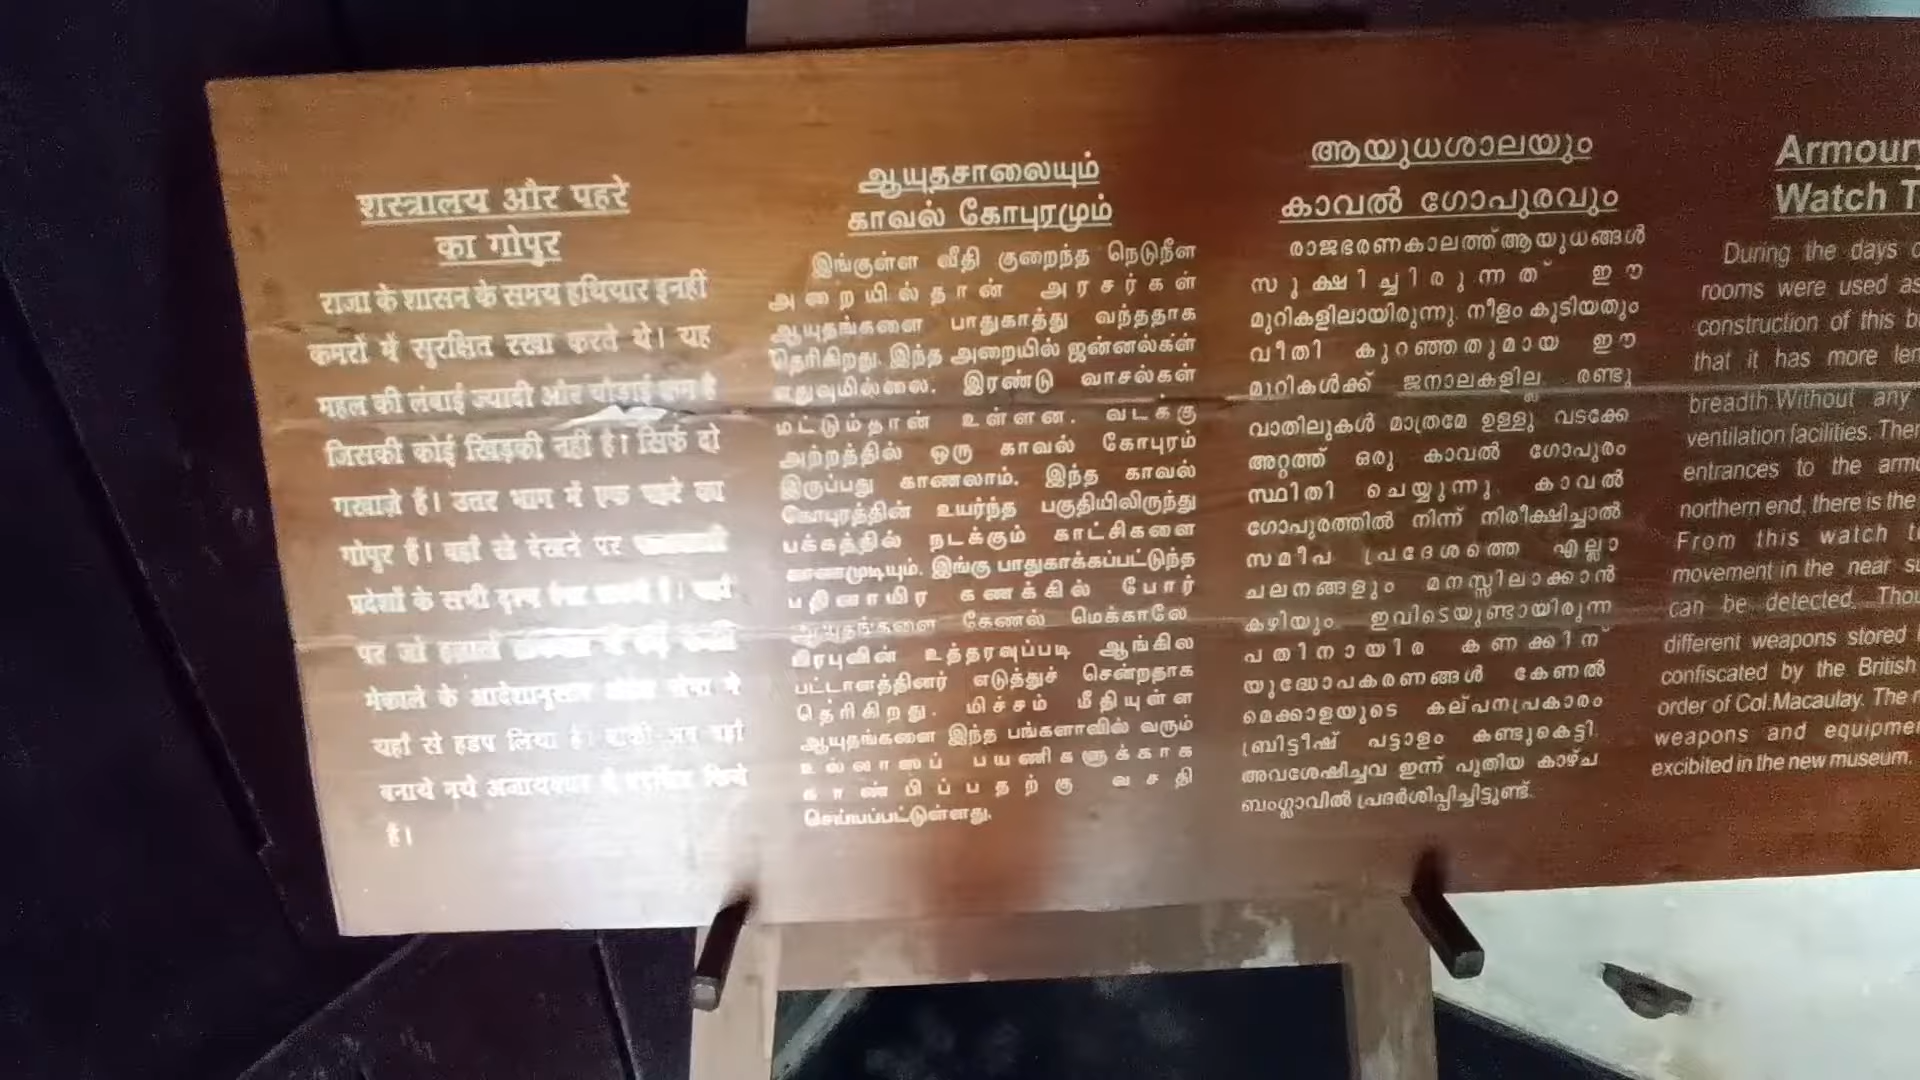 शस्त्रालय और पहरे
का गोपुर
राजा के शासन के समय हथियार इनहीं
कमरों में सुरक्षित रखा करते थे। यह
महल की लंबाई ज्यादी और चौड़ाई कम है
जिसकी कोई खिड़की नहीं है। सिर्फ दो
हैं। उत्तर भाग में एक पहरे का
गोपुर हैं। वहाँ से देखने पर
प्रदेशों के सभी दृश्य
पर जो हज़ारों
मेकाले के आदेशानुसार
यहाँ से हडप लिया है। बाकी अब वहाँ
बनाये नये अजायबघर में प्रदर्शित किये
है।
ஆயுதசாலையும்
காவல் கோபுரமும்
இங்குள்ள வீதி குறைந்த நெடுநீள
அறையில்தான் அரசர்கள்
ஆயுதங்களை பாதுகாத்து வந்ததாக
தெரிகிறது. இந்த அறையில் ஜன்னல்கள்
எதுவுமில்லை. இரண்டு வாசல்கள்
மட்டும்தான் உள்ளன. வடக்கு
அற்றத்தில் ஒரு காவல் கோபுரம்
இருப்பது காணலாம். இந்த காவல்
கோபுரத்தின் உயர்ந்த பகுதியிலிருந்து
பக்கத்தில் நடக்கும் காட்சிகளை
காணமுடியும். இங்கு பாதுகாக்கப்பட்டுந்த
பதினாயிர கணக்கில் போர்
ஆயுதங்களை கேணல் மெக்காலே
பிரபுவின் உத்தரவுப்படி ஆங்கில
பட்டாளத்தினர் எடுத்துச் சென்றதாக
தெரிகிறது. மிச்சம் மீதியுள்ள
ஆயுதங்களை இந்த பங்களாவில் வரும்
உல்லாஸப் பயணிகளுக்காக
காண்பிப்பதற்கு வசதி
செய்யப்பட்டுள்ளது.
ആയുധശാലയും
കാവൽ ഗോപുരവും
രാജഭരണകാലത്ത് ആയുധങ്ങൾ
സൂക്ഷിച്ചിരുന്നത് ഈ
മുറികളിലായിരുന്നു. നീളം കൂടിയതും
വീതി കുറഞ്ഞതുമായ ഈ
മുറികൾക്ക് ജനാലകളില്ല. രണ്ടു
വാതിലുകൾ മാത്രമേ ഉള്ളു വടക്കേ
അറ്റത്ത് ഒരു കാവൽ ഗോപുരം
സ്ഥിതി ചെയ്യുന്നു. കാവൽ
ഗോപുരത്തിൽ നിന്ന് നിരീക്ഷിച്ചാൽ
സമീപ പ്രദേശത്തെ എല്ലാ
ചലനങ്ങളും മനസ്സിലാക്കാൻ
കഴിയും. ഇവിടെയുണ്ടായിരുന്ന
പതിനായിര കണക്കിന്
യുദ്ധോപകരണങ്ങൾ കേണൽ
മെക്കാളയുടെ കല്പനപ്രകാരം
ബ്രിട്ടീഷ് പട്ടാളം കണ്ടുകെട്ടി.
അവശേഷിച്ചവ ഇന്ന് പുതിയ കാഴ്ച
ബംഗ്ലാവിൽ പ്രദർശിപ്പിച്ചിട്ടുണ്ട്.
Armoury
Watch T
During the days
rooms were used as
construction of this
that it has more
breadth.Without any
ventilation facilities.
entrances to the
northern end, there is the
From this watch
movement in the near
can be detected.
different weapons stored
confiscated by the British
order of Col.Macaulay. The
weapons and
excibited in the new museum.